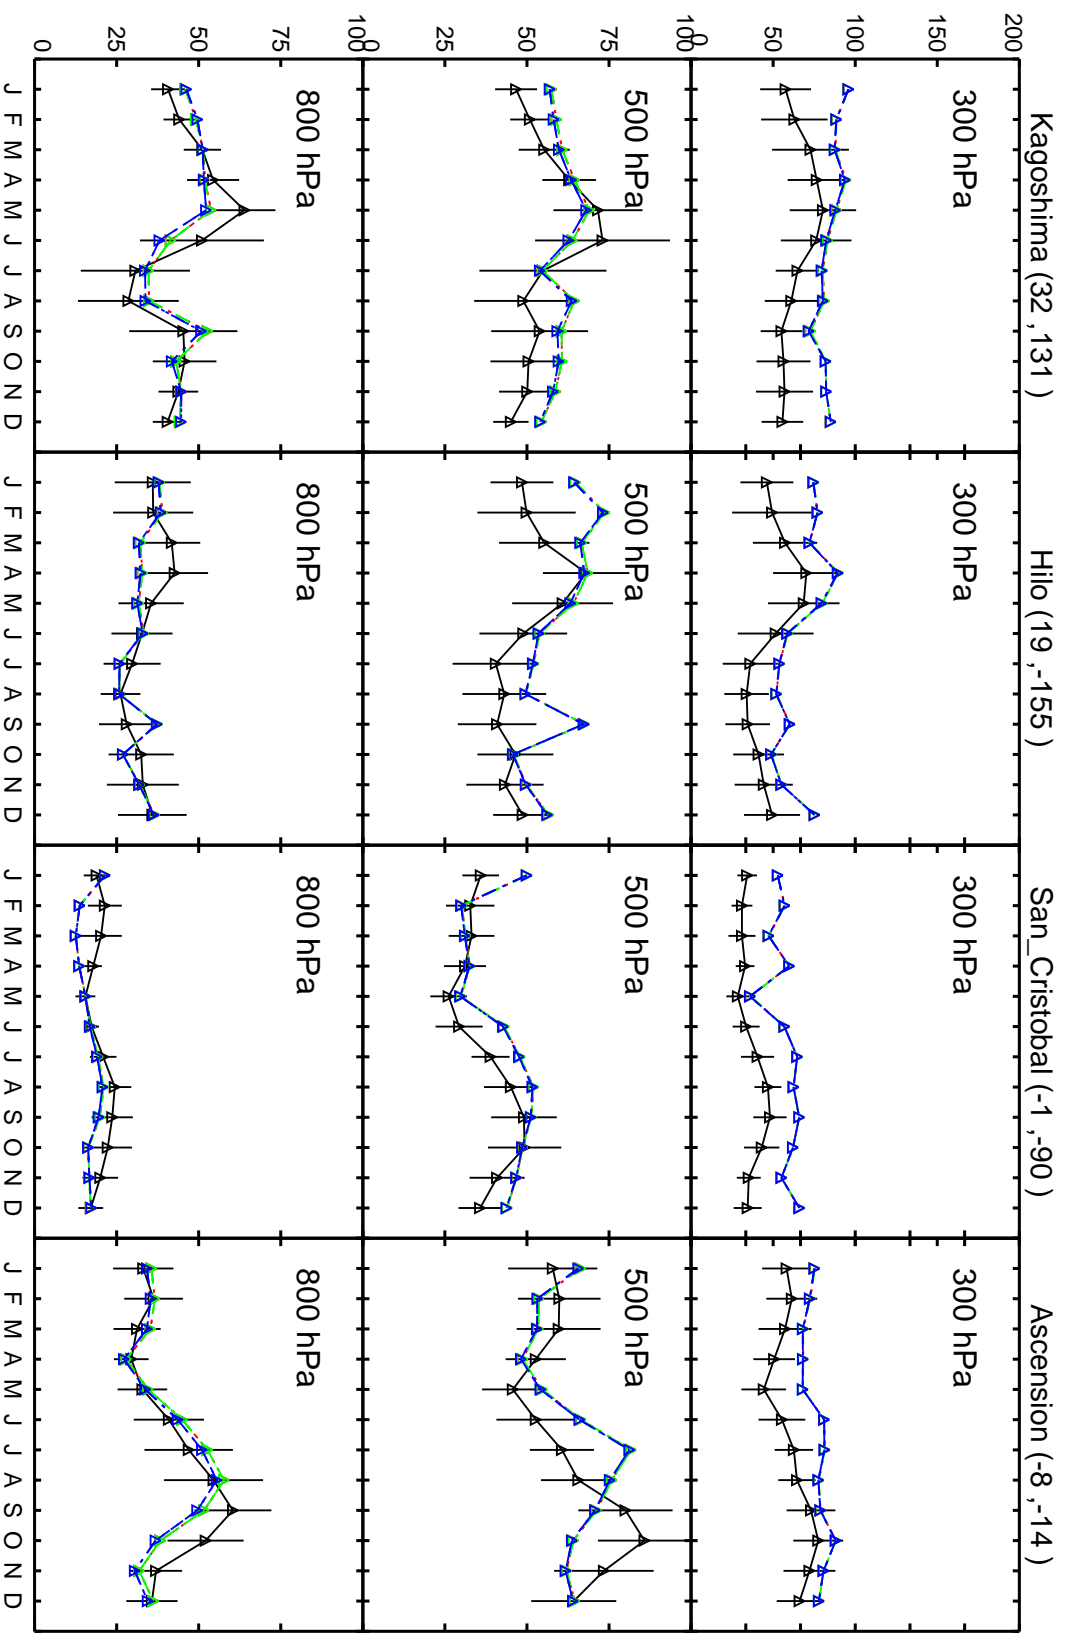 Kagoshima (32 ,131 )
Hilo (19 ,-155 )
San_Cristobal (-1 ,-90 )
Ascension (-8 ,-14 )
200
150
100
50
0
300 hPa
300 hPa
300 hPa
300 hPa
100
75
50
25
0
500 hPa
500 hPa
500 hPa
500 hPa
100
75
50
25
0
800 hPa
800 hPa
800 hPa
800 hPa
J F M A M J J A S O N D
J F M A M J J A S O N D
J F M A M J J A S O N D
J F M A M J J A S O N D